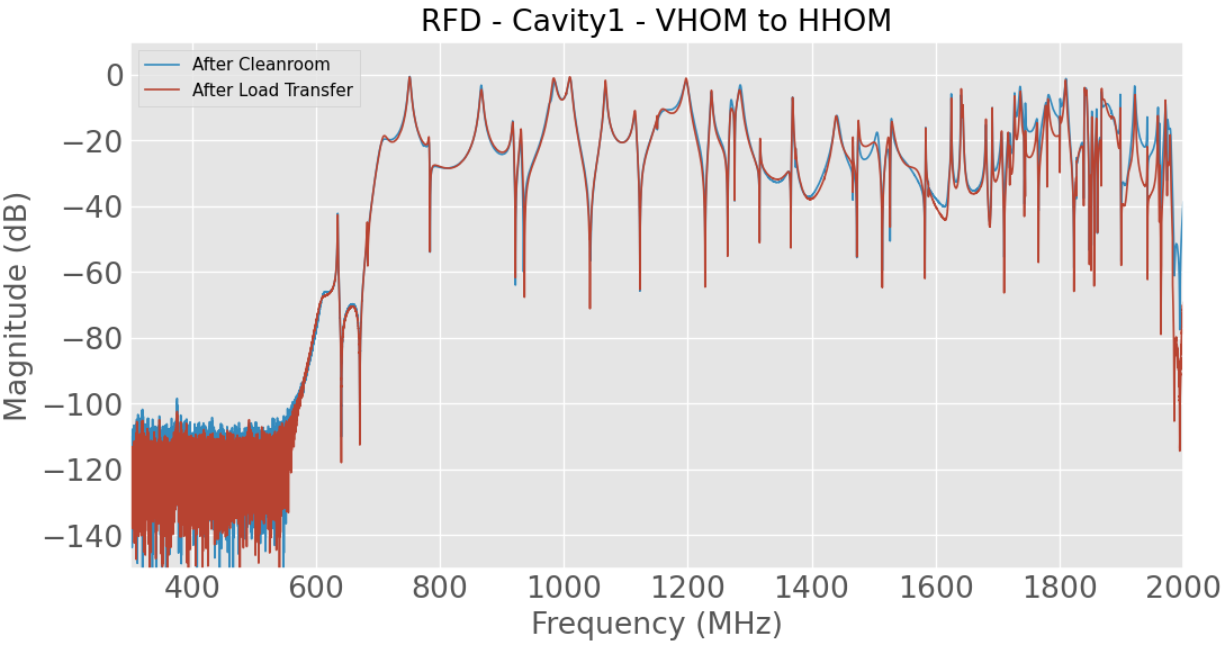 RFD - Cavity1 - VHOM to HHOM
After Cleanroom
After Load Transfer
Magnitude (dB)
0
−20
−40
−60
−80
−100
−120
−140
400 600 800 1000 1200 1400 1600 1800 2000
Frequency (MHz)